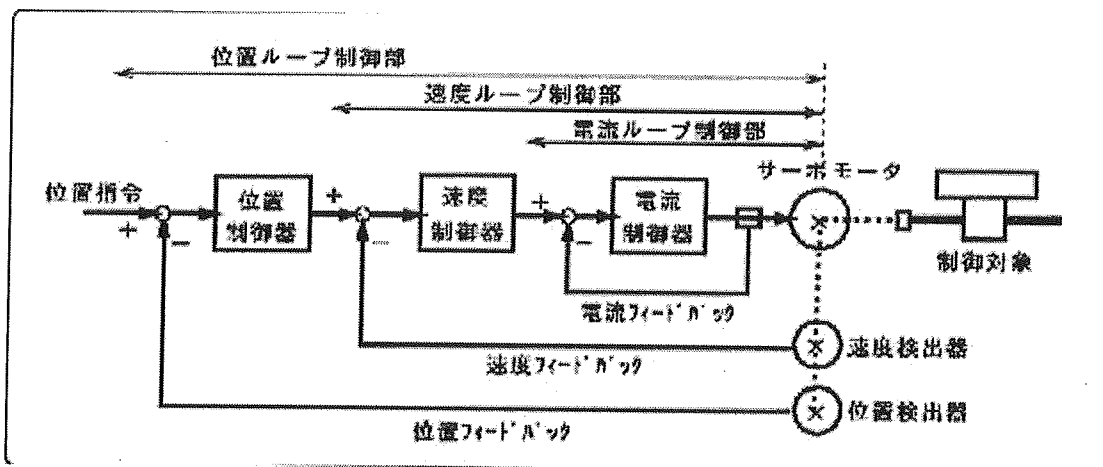 位置ループ制御部
速度ループ制御部
電流ループ制御部
サーボモータ
位置指令
+
−
位置
制御器
+
−
速度
制御器
+
−
電流
制御器
制御対象
電流フィードバック
速度検出器
速度フィードバック
位置検出器
位置フィードバック